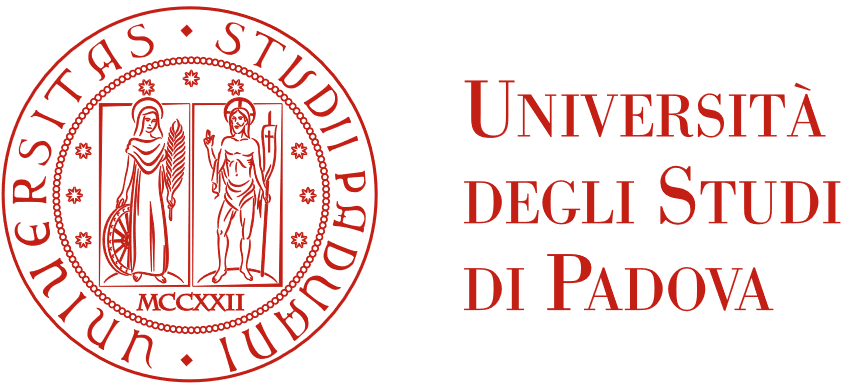 UNIVERSITAS STUDII PADUANI
MCCXXII
UNIVERSITÀ
DEGLI STUDI
DI PADOVA